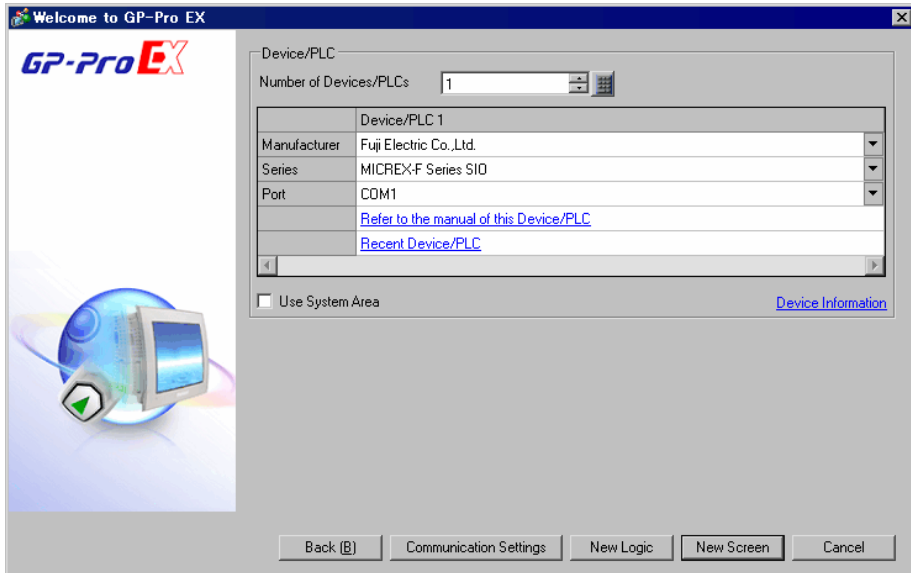 Welcome to GP-Pro EX
GP-Pro EX
Device/PLC
Number of Devices/PLCs 1
Device/PLC 1
Manufacturer Fuji Electric Co.,Ltd.
Series MICREX-F Series SIO
Port COM1
Refer to the manual of this Device/PLC
Recent Device/PLC
Use System Area Device Information
Back (B) Communication Settings New Logic New Screen Cancel